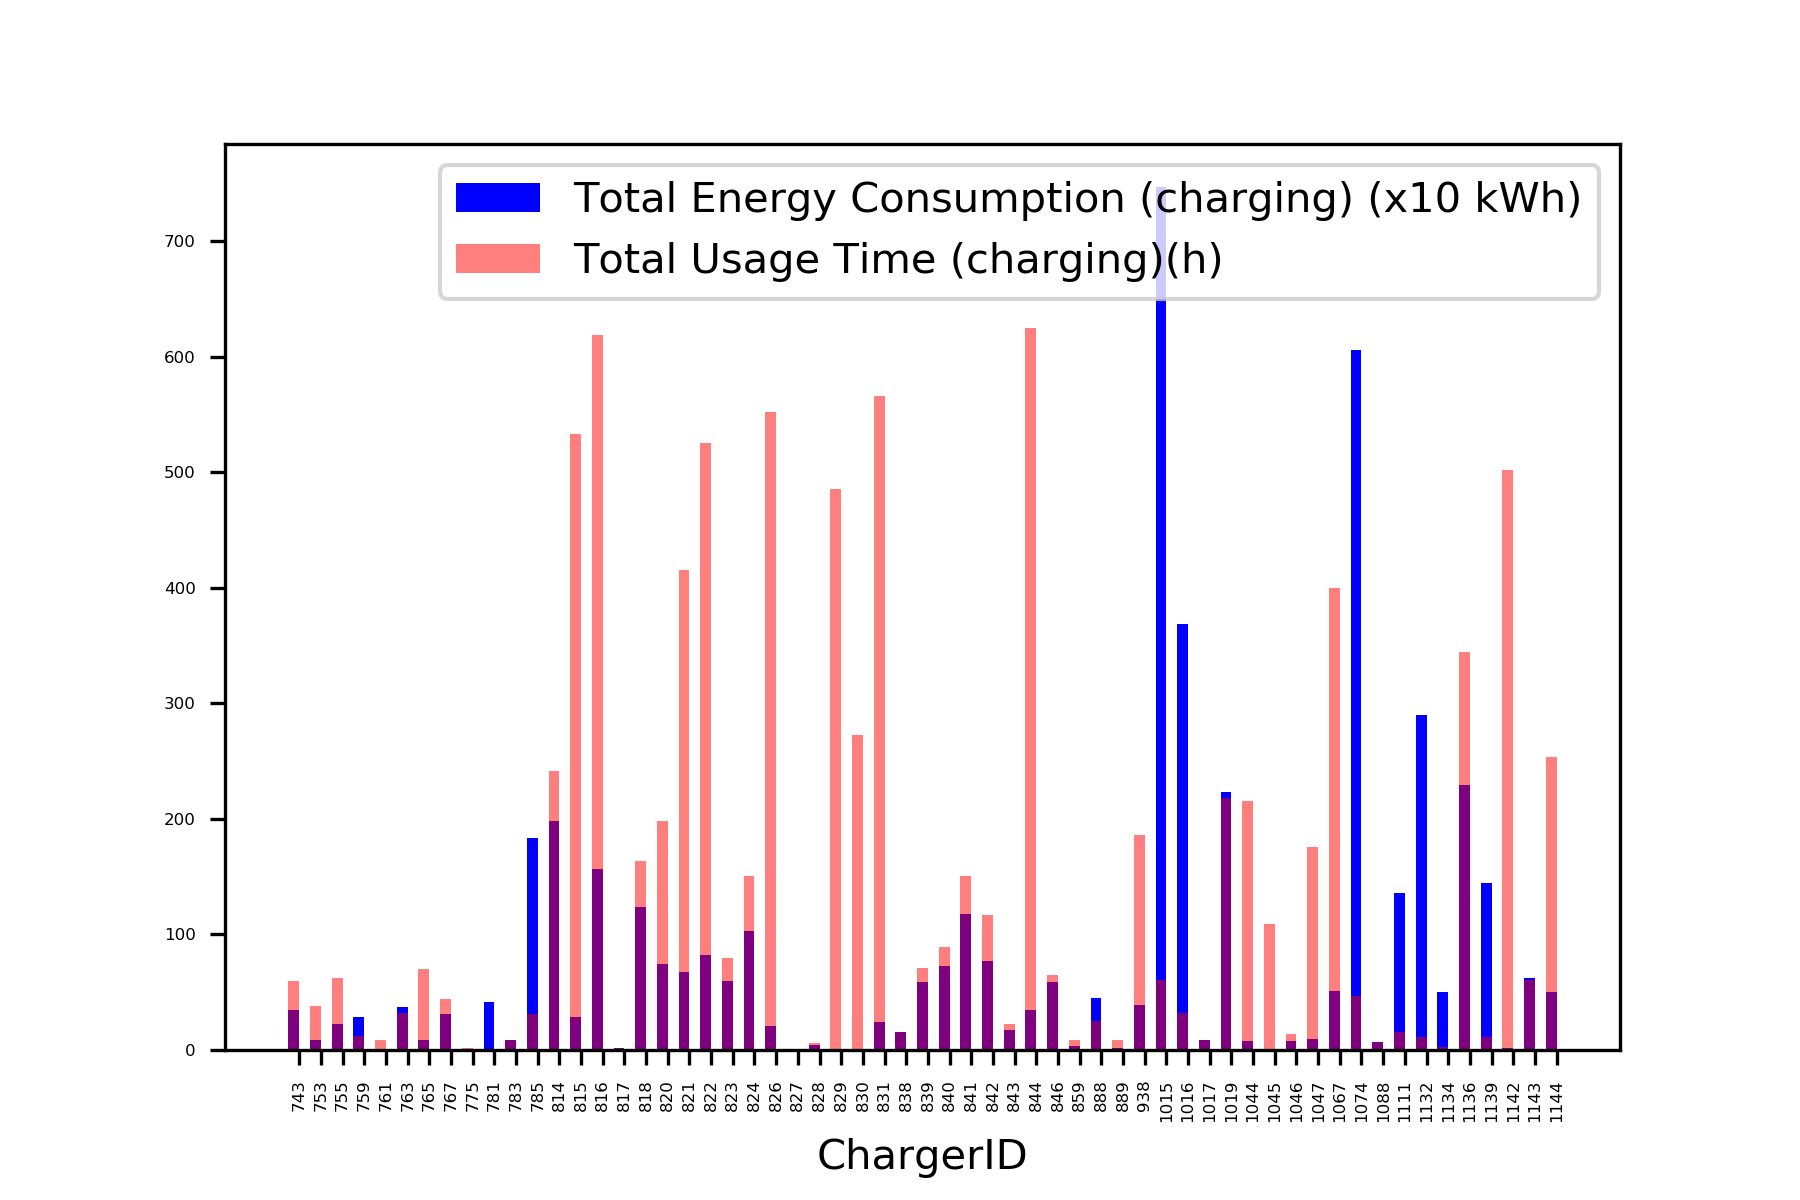 Total Energy Consumption (charging) (x10 kWh)
Total Usage Time (charging)(h)
700
600
500
400
300
200
100
0
743 753 755 759 761 763 765 767 775 781 783 785 814 815 816 817 818 820 821 822 823 824 826 827 828 829 830 831 838 839 840 841 842 843 844 846 859 888 889 938 1015 1016 1017 1019 1044 1045 1046 1047 1067 1074 1088 1111 1132 1134 1136 1139 1142 1143 1144
ChargerID